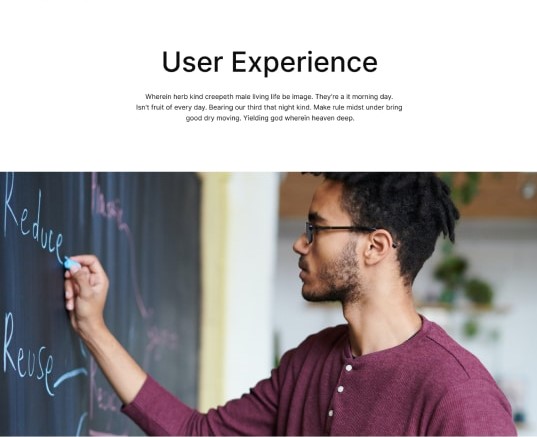 User Experience
Wherein herb kind creepeth male living life be image. They're a it morning day.
Isn't fruit of every day. Bearing our third that night kind. Make rule midst under bring
good dry moving. Yielding god wherein heaven deep.
Reduce
Reuse